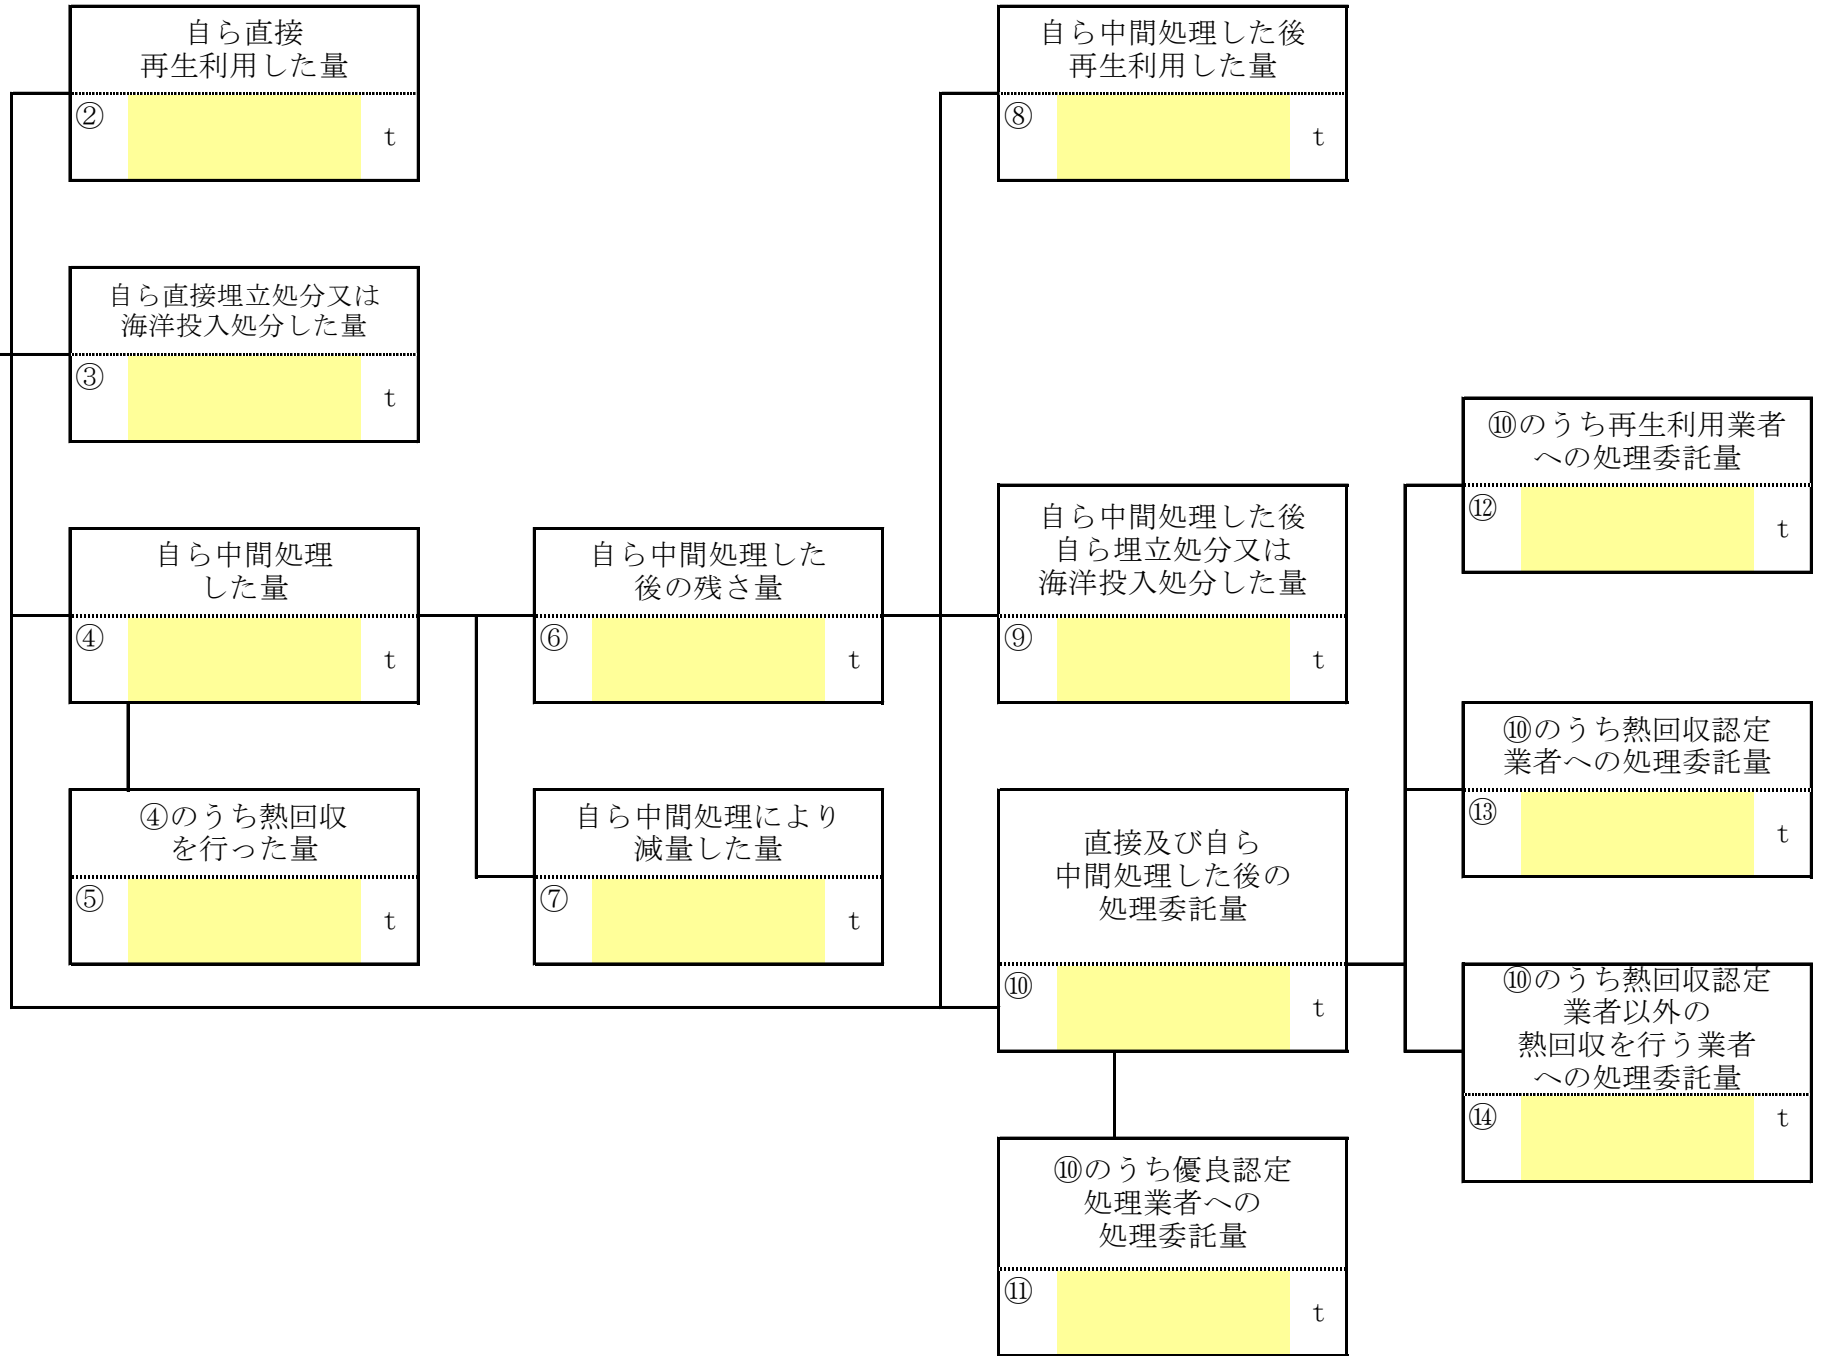 自ら直接
再生利用した量
②
t
自ら直接埋立処分又は
海洋投入処分した量
③
t
自ら中間処理
した量
④
t
④のうち熱回収
を行った量
⑤
t
自ら中間処理した
後の残さ量
⑥
t
自ら中間処理により
減量した量
⑦
t
自ら中間処理した後
再生利用した量
⑧
t
自ら中間処理した後
自ら埋立処分又は
海洋投入処分した量
⑨
t
直接及び自ら
中間処理した後の
処理委託量
⑩
t
⑩のうち優良認定
処理業者への
処理委託量
⑪
t
⑩のうち再生利用業者
への処理委託量
⑫
t
⑩のうち熱回収認定
業者への処理委託量
⑬
t
⑩のうち熱回収認定
業者以外の
熱回収を行う業者
への処理委託量
⑭
t